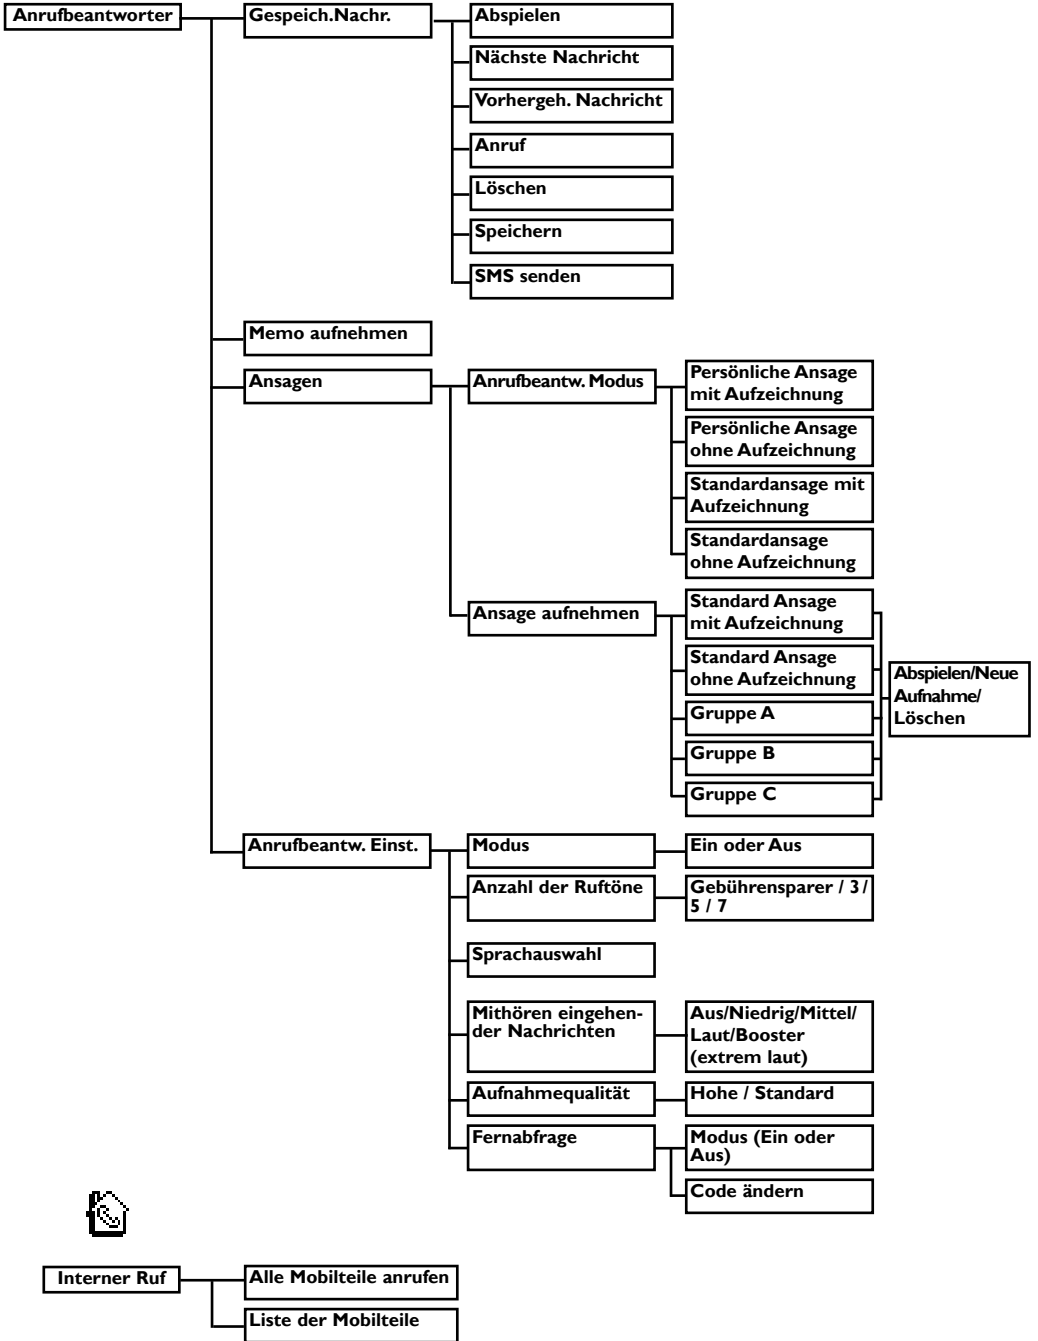 Anrufbeantworter
Gespeich.Nachr.
Abspielen
Nächste Nachricht
Vorhergeh. Nachricht
Anruf
Löschen
Speichern
SMS senden
Memo aufnehmen
Ansagen
Anrufbeantw. Modus
Persönliche Ansage
mit Aufzeichnung
Persönliche Ansage
ohne Aufzeichnung
Standardansage mit
Aufzeichnung
Standardansage
ohne Aufzeichnung
Ansage aufnehmen
Standard Ansage
mit Aufzeichnung
Standard Ansage
ohne Aufzeichnung
Gruppe A
Gruppe B
Gruppe C
Abspielen/Neue
Aufnahme/
Löschen
Anrufbeantw. Einst.
Modus
Ein oder Aus
Anzahl der Ruftöne
Gebührensparer / 3 /
5 / 7
Sprachauswahl
Mithören eingehen-
der Nachrichten
Aus/Niedrig/Mittel/
Laut/Booster
(extrem laut)
Aufnahmequalität
Hohe / Standard
Fernabfrage
Modus (Ein oder
Aus)
Code ändern
Interner Ruf
Alle Mobilteile anrufen
Liste der Mobilteile